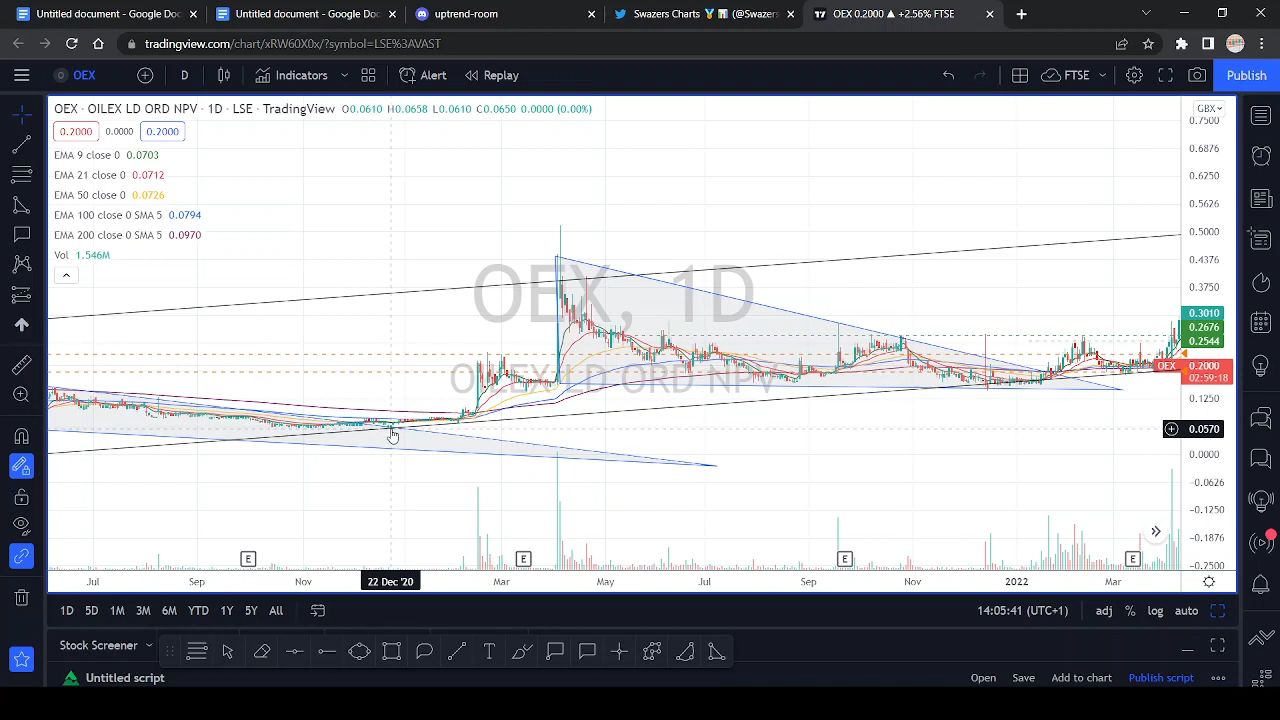 Untitled document - Google Doc
Untitled document - Google Doc
uptrend-room
Swazers Charts 🥇 📊 (@Swazers
OEX 0.2000 ▲ +2.56% FTSE
tradingview.com/chart/xRW60X0x/?symbol=LSE%3AVAST
OEX
D
Indicators
Alert
Replay
FTSE
Publish
OEX · OILEX LD ORD NPV · 1D · LSE · TradingView O0.0610 H0.0658 L0.0610 C0.0650 0.0000 (0.00%)
0.2000 0.0000 0.2000
EMA 9 close 0 0.0703
EMA 21 close 0 0.0712
EMA 50 close 0 0.0726
EMA 100 close 0 SMA 5 0.0794
EMA 200 close 0 SMA 5 0.0970
Vol 1.546M
OEX, 1D
OILEX LD ORD NPV
GBX
0.7500
0.6876
0.6250
0.5626
0.5000
0.4376
0.3750
0.3010
0.2676
0.2544
OEX 0.2000
02:59:18
0.1250
0.0570
0.0000
−0.0626
−0.1250
−0.1876
−0.2500
E E E E
Jul Sep Nov 22 Dec '20 Mar May Jul Sep Nov 2022 Mar
1D 5D 1M 3M 6M YTD 1Y 5Y All
14:05:41 (UTC+1) adj % log auto
Stock Screener
T
Untitled script
Open Save Add to chart Publish script